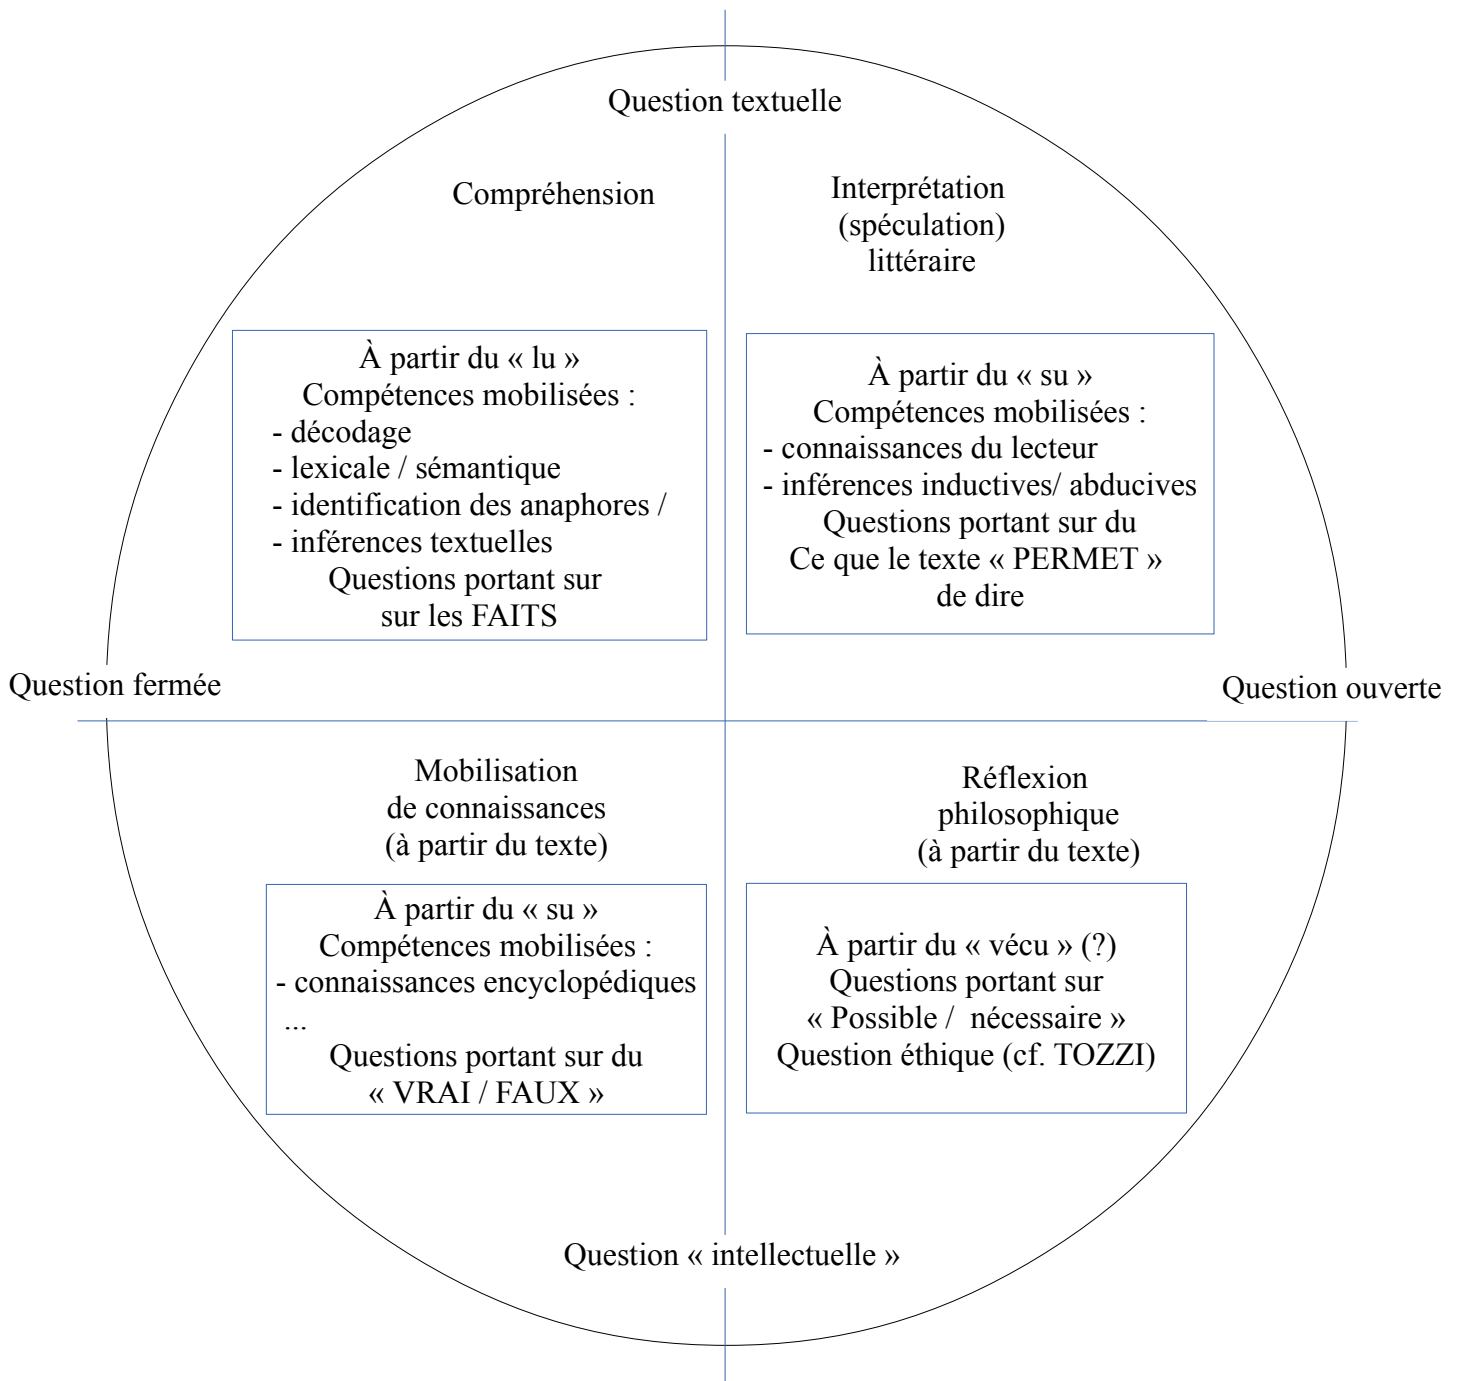 Question textuelle
Compréhension
Interprétation
(spéculation)
littéraire
À partir du « lu »
Compétences mobilisées :
- décodage
- lexicale / sémantique
- identification des anaphores /
- inférences textuelles
Questions portant sur
sur les FAITS
À partir du « su »
Compétences mobilisées :
- connaissances du lecteur
- inférences inductives/ abducives
Questions portant sur du
Ce que le texte « PERMET »
de dire
Question fermée
Question ouverte
Mobilisation
de connaissances
(à partir du texte)
Réflexion
philosophique
(à partir du texte)
À partir du « su »
Compétences mobilisées :
- connaissances encyclopédiques
...
Questions portant sur du
« VRAI / FAUX »
À partir du « vécu » (?)
Questions portant sur
« Possible / nécessaire »
Question éthique (cf. TOZZI)
Question « intellectuelle »